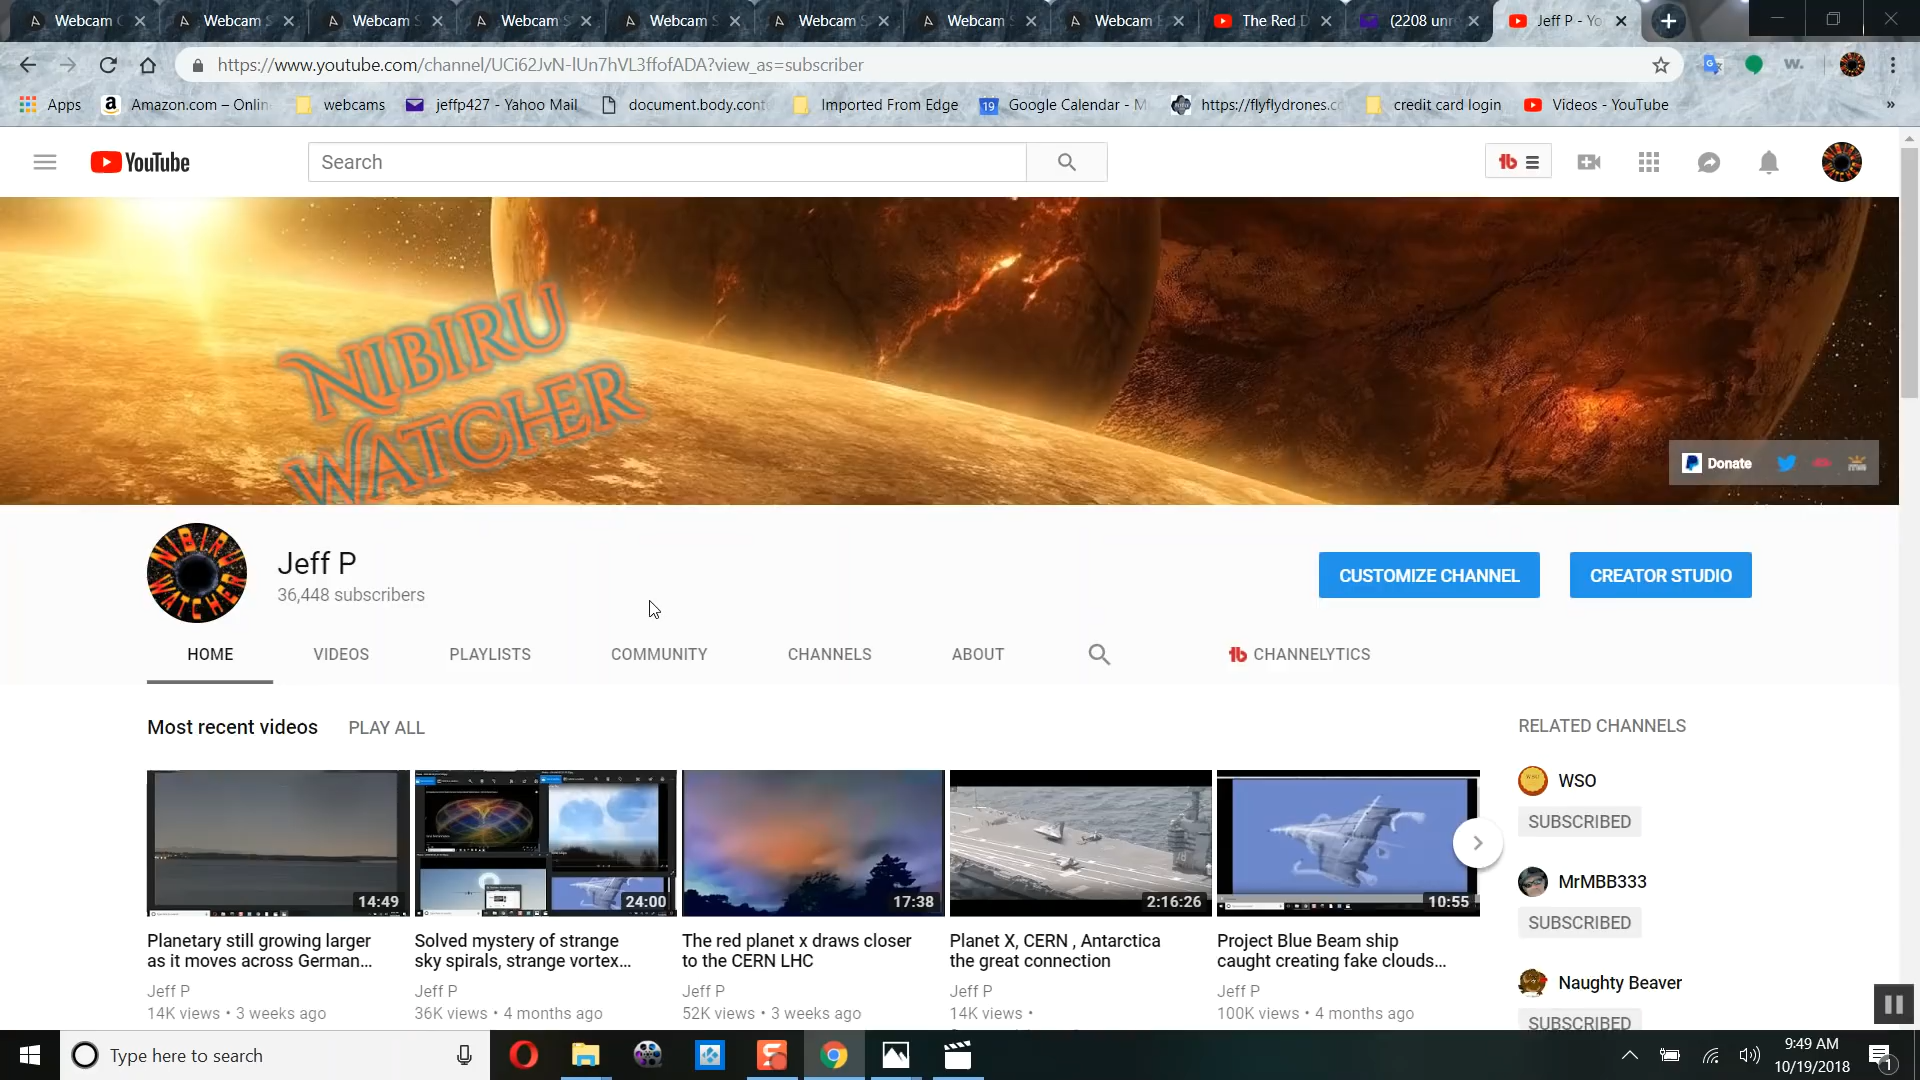 Webcam
Webcam S
Webcam S
Webcam S
Webcam S
Webcam S
Webcam S
Webcam
The Red D
(2208 unr
Jeff P - Yo
https://www.youtube.com/channel/UCi62JvN-lUn7hVL3ffofADA?view_as=subscriber
Apps
Amazon.com – Onlin
webcams
jeffp427 - Yahoo Mail
document.body.cont
Imported From Edge
19
Google Calendar - M
https://flyflydrones.c
credit card login
Videos - YouTube
YouTube
Search
NIBIRU
WATCHER
Donate
NIBIRU WATCHER
Jeff P
36,448 subscribers
CUSTOMIZE CHANNEL
CREATOR STUDIO
HOME
VIDEOS
PLAYLISTS
COMMUNITY
CHANNELS
ABOUT
CHANNELYTICS
Most recent videos
PLAY ALL
RELATED CHANNELS
WSO
SUBSCRIBED
MrMBB333
SUBSCRIBED
Naughty Beaver
SUBSCRIBED
14:49
24:00
17:38
2:16:26
10:55
Planetary still growing larger
as it moves across German...
Jeff P
14K views • 3 weeks ago
Solved mystery of strange
sky spirals, strange vortex...
Jeff P
36K views • 4 months ago
The red planet x draws closer
to the CERN LHC
Jeff P
52K views • 3 weeks ago
Planet X, CERN , Antarctica
the great connection
Jeff P
14K views •
Project Blue Beam ship
caught creating fake clouds...
Jeff P
100K views • 4 months ago
Type here to search
9:49 AM
10/19/2018
1